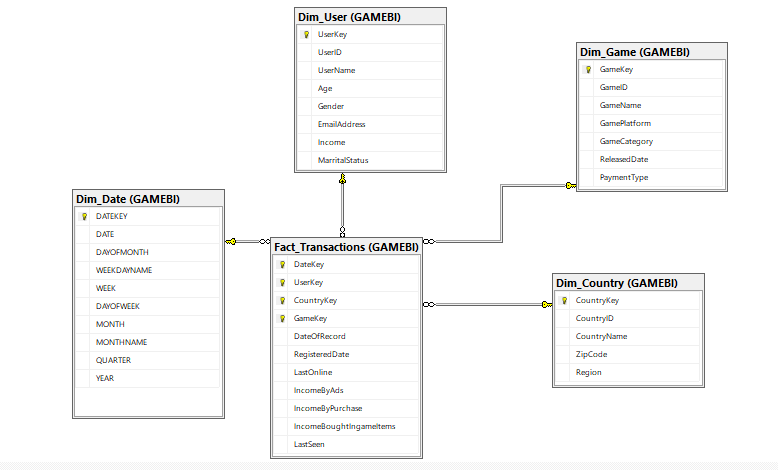 Dim_User (GAMEBI)
UserKey
UserID
UserName
Age
Gender
EmailAddress
Income
MarritalStatus
Dim_Game (GAMEBI)
GameKey
GameID
GameName
GamePlatform
GameCategory
ReleasedDate
PaymentType
Dim_Date (GAMEBI)
DATEKEY
DATE
DAYOFMONTH
WEEKDAYNAME
WEEK
DAYOFWEEK
MONTH
MONTHNAME
QUARTER
YEAR
Fact_Transactions (GAMEBI)
DateKey
UserKey
CountryKey
GameKey
DateOfRecord
RegisteredDate
LastOnline
IncomeByAds
IncomeByPurchase
IncomeBoughtIngameItems
LastSeen
Dim_Country (GAMEBI)
CountryKey
CountryID
CountryName
ZipCode
Region